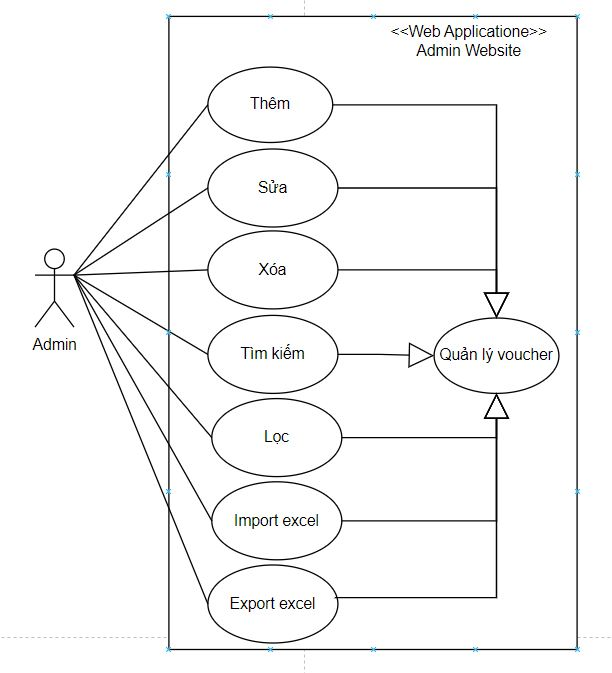 <<Web Applicatione>>
Admin Website
Thêm
Sửa
Xóa
Admin
Tìm kiếm
Quản lý voucher
Lọc
Import excel
Export excel